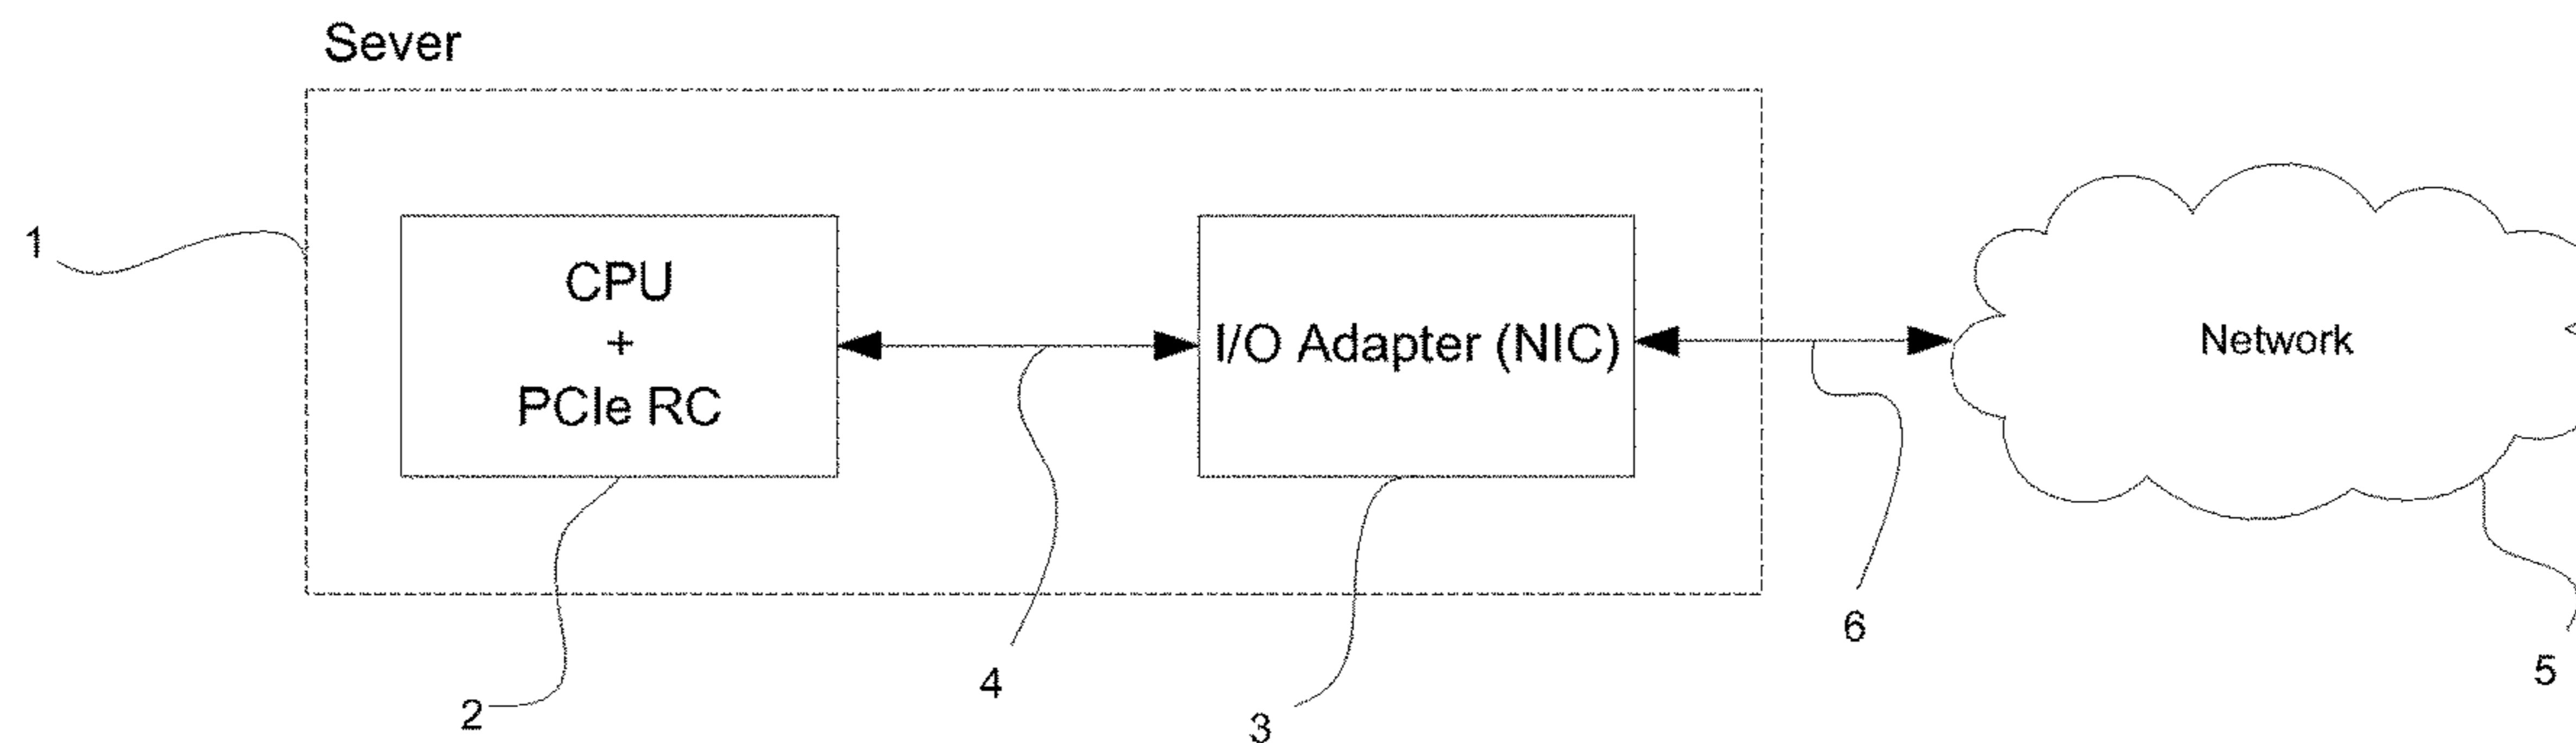 Sever
1
CPU
+
PCIe RC
I/O Adapter (NIC)
Network
2
4
3
6
5